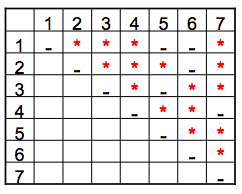 1 2 3 4 5 6 7
1 - * * * - - *
2 - * * * - *
3 - * - * *
4 - * * -
5 - * *
6 - *
7 -